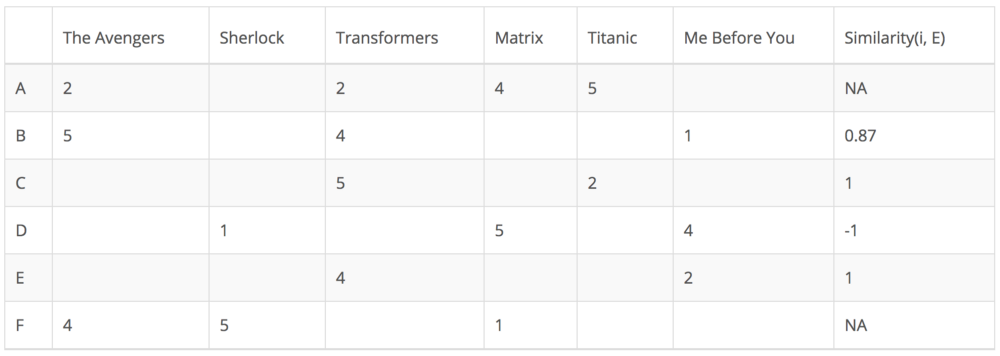 The Avengers Sherlock Transformers Matrix Titanic Me Before You Similarity(i, E)
A 2 2 4 5 NA
B 5 4 1 0.87
C 5 2 1
D 1 5 4 -1
E 4 2 1
F 4 5 1 NA